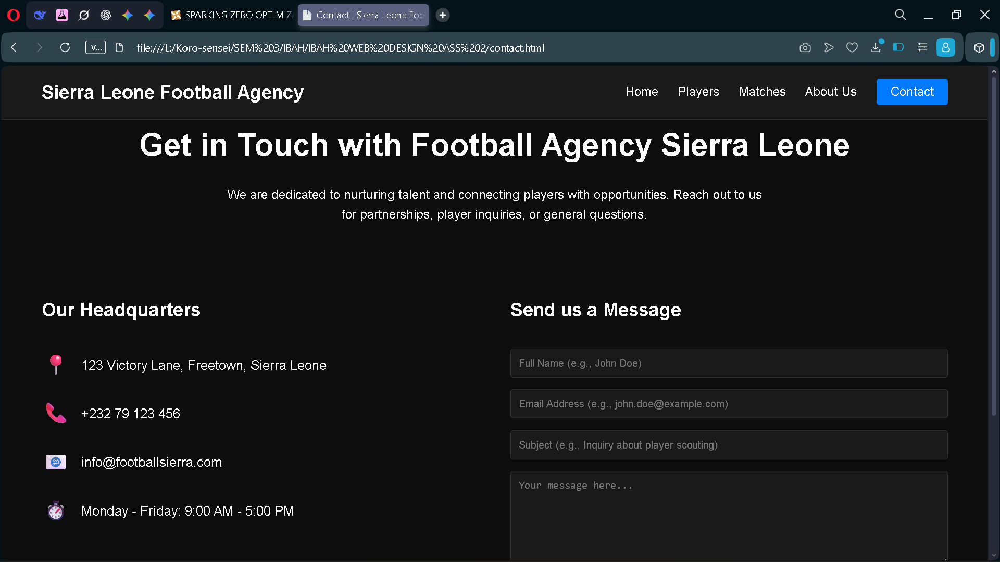 SPARKING ZERO OPTIMIZ
Contact | Sierra Leone Foo
V...
file:///L:/Koro-sensei/SEM%203/IBAH/IBAH%20WEB%20DESIGN%20ASS%202/contact.html
Sierra Leone Football Agency
Home Players Matches About Us Contact
Get in Touch with Football Agency Sierra Leone
We are dedicated to nurturing talent and connecting players with opportunities. Reach out to us
for partnerships, player inquiries, or general questions.
Our Headquarters
123 Victory Lane, Freetown, Sierra Leone
+232 79 123 456
info@footballsierra.com
Monday - Friday: 9:00 AM - 5:00 PM
Send us a Message
Full Name (e.g., John Doe)
Email Address (e.g., john.doe@example.com)
Subject (e.g., Inquiry about player scouting)
Your message here...